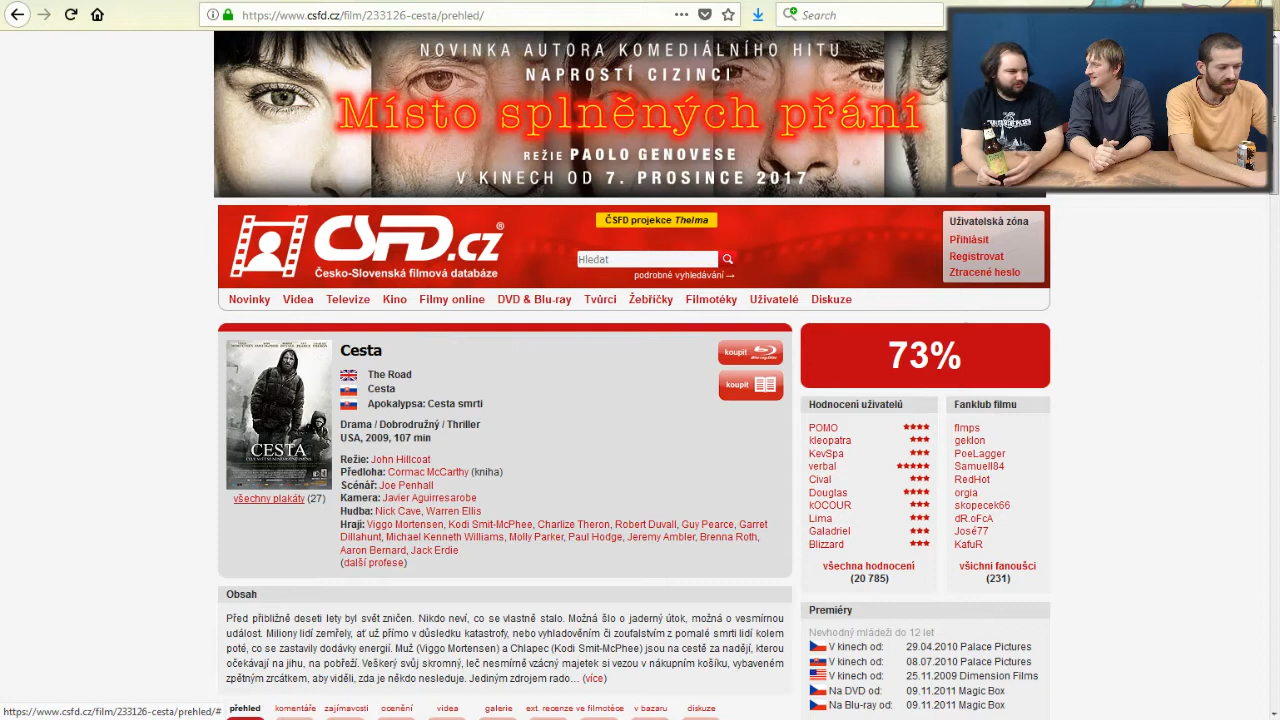 https://www.csfd.cz/film/233126-cesta/prehled/
Search
NOVINKA AUTORA KOMEDIÁLNÍHO HITU
NAPROSTÍ CIZINCI
Místo splněných přání
REŽIE PAOLO GENOVESE
V KINECH OD 7. PROSINCE 2017
ČSFD projekce Thelma
ČSFD.cz®
Česko-Slovenská filmová databáze
Hledat
podrobné vyhledávání→
Uživatelská zóna
Přihlásit
Registrovat
Ztracené heslo
Novinky Videa Televize Kino Filmy online DVD & Blu-ray Tvůrci Žebříčky Filmotéky Uživatelé Diskuze
CESTA
všechny plakáty (27)
Cesta
koupit
koupit
The Road
Cesta
Apokalypsa: Cesta smrti
Drama / Dobrodružný / Thriller
USA, 2009, 107 min
Režie: John Hillcoat
Předloha: Cormac McCarthy (kniha)
Scénář: Joe Penhall
Kamera: Javier Aguirresarobe
Hudba: Nick Cave, Warren Ellis
Hrají: Viggo Mortensen, Kodi Smit-McPhee, Charlize Theron, Robert Duvall, Guy Pearce, Garret
Dillahunt, Michael Kenneth Williams, Molly Parker, Paul Hodge, Jeremy Ambler, Brenna Roth,
Aaron Bernard, Jack Erdie
(další profese)
73%
Hodnocení uživatelů
POMO ★★★★
kleopatra ★★★
KevSpa ★★★
verbal ★★★★★
Cival ★★★
Douglas ★★★★
kOCOUR ★★★
Lima ★★★
Galadriel ★★★
Blizzard ★★★
všechna hodnocení
(20 785)
Fanklub filmu
flmps
geklon
PoeLagger
Samuell84
RedHot
orgia
skopecek66
dR.oFcA
José77
KafuR
všichni fanoušci
(231)
Obsah
Před přibližně deseti lety byl svět zničen. Nikdo neví, co se vlastně stalo. Možná šlo o jaderný útok, možná o vesmírnou
událost. Miliony lidí zemřely, ať už přímo v důsledku katastrofy, nebo vyhladověním či zoufalstvím z pomalé smrti lidí kolem
poté, co se zastavily dodávky energií. Muž (Viggo Mortensen) a Chlapec (Kodi Smit-McPhee) jsou na cestě za nadějí, kterou
očekávají na jihu, na pobřeží. Veškerý svůj skromný, leč nesmírně vzácný majetek si vezou v nákupním košíku, vybaveném
zpětným zrcátkem, aby viděli, zda je někdo nesleduje. Jediným zdrojem rado... (více)
Premiéry
Nevhodný mládeži do 12 let
V kinech od: 29.04.2010 Palace Pictures
V kinech od: 08.07.2010 Palace Pictures
V kinech od: 25.11.2009 Dimension Films
Na DVD od: 09.11.2011 Magic Box
Na Blu-ray od: 09.11.2011 Magic Box
přehled komentáře zajímavosti ocenění videa galerie ext. recenze ve filmotéce v bazaru diskuze
https://www.csfd.cz/film/233126-cesta/prehled/#